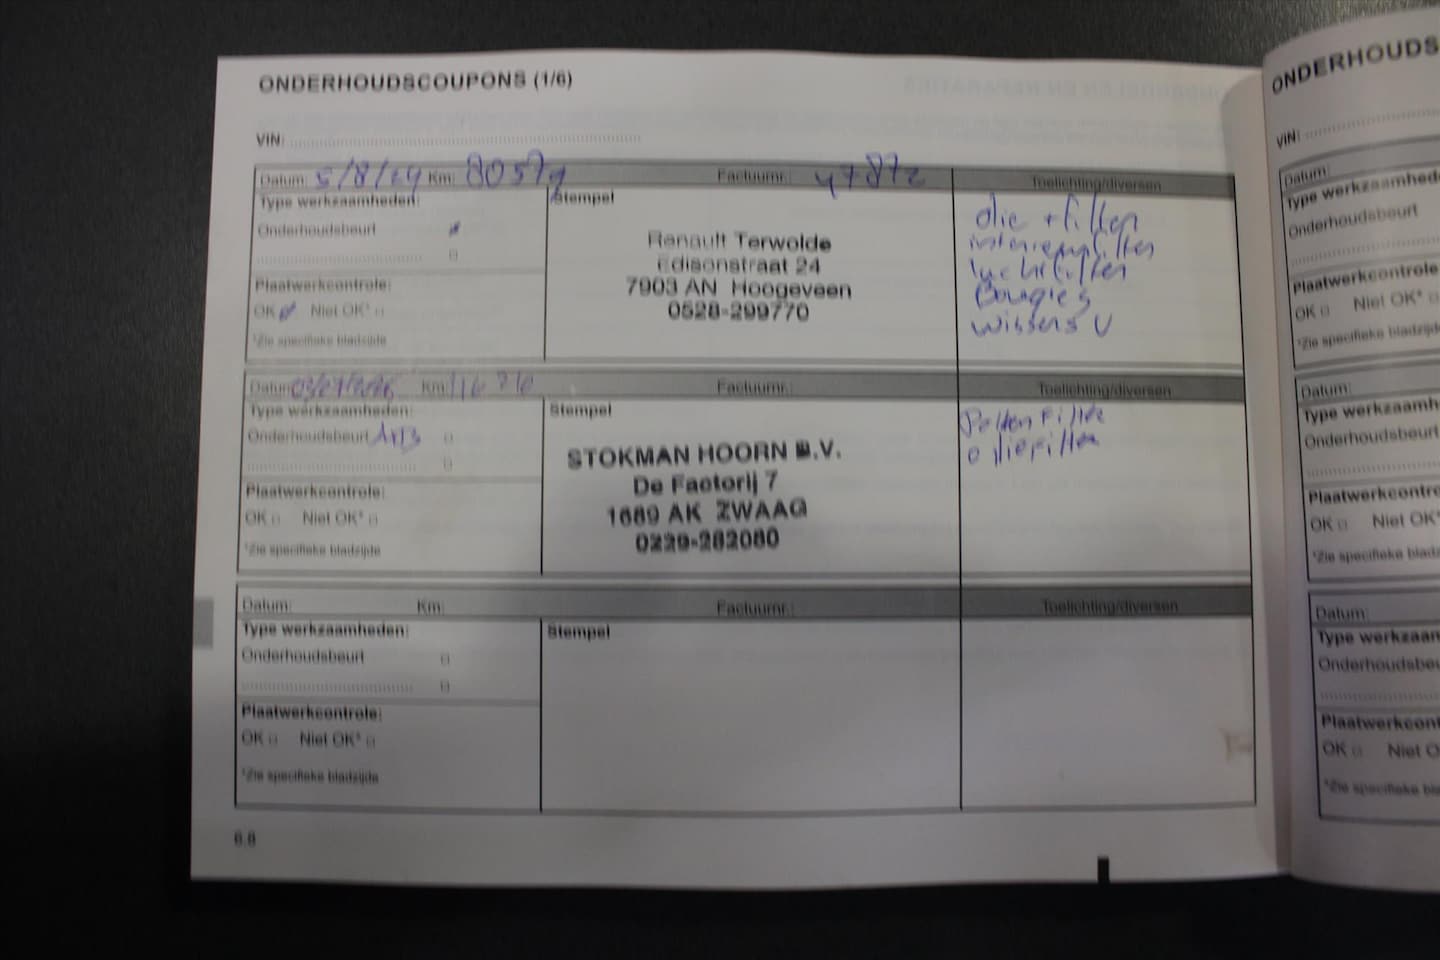 ONDERHOUDSCOUPONS (1/6)
VIN:
Datum: 5/8/ Km: 80579 Factuurnr.: 47872 Toelichting/diversen
Type werkzaamheden:
Stempel
Onderhoudsbeurt
Plaatwerkcontrole:
OK Niet OK*
*Zie specifieke bladzijde
Renault Terwolde
Edisonstraat 24
7903 AN Hoogeveen
0528-299770
olie + filter
interieurfilter
luchtfilter
Bougies
wissers V
Datum: Km: Factuurnr.: Toelichting/diversen
Type werkzaamheden:
Stempel
Onderhoudsbeurt
Plaatwerkcontrole:
OK Niet OK*
*Zie specifieke bladzijde
STOKMAN HOORN B.V.
De Factorij 7
1689 AK ZWAAG
0229-282080
Pollenfilter
oliefilter
Datum: Km: Factuurnr.: Toelichting/diversen
Type werkzaamheden:
Stempel
Onderhoudsbeurt
Plaatwerkcontrole:
OK Niet OK*
*Zie specifieke bladzijde
6.8
ONDERHOUDS
VIN:
Datum:
Type werkzaamhed
Onderhoudsbeurt
Plaatwerkcontrole
OK Niet OK*
*Zie specifieke bladzijde
Datum:
Type werkzaamh
Onderhoudsbeurt
Plaatwerkcontro
OK Niet OK*
*Zie specifieke bladz
Datum:
Type werkzaam
Onderhoudsbeu
Plaatwerkcont
OK Niet O
*Zie specifieke bla